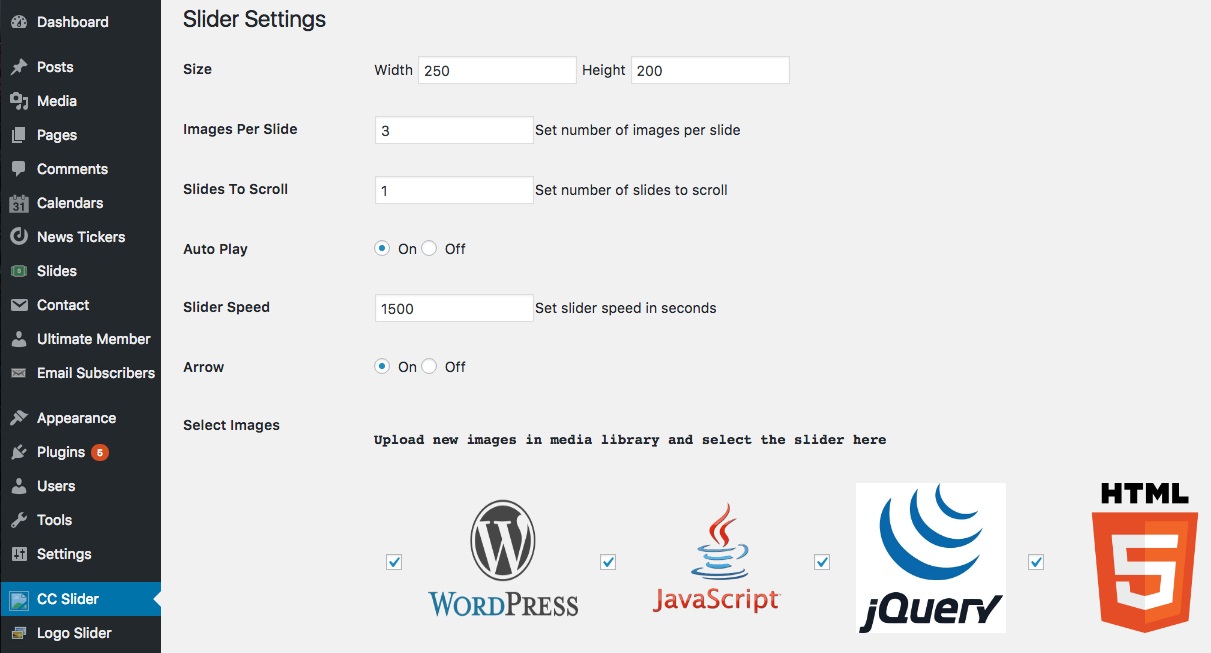 Dashboard
Posts
Media
Pages
Comments
31
Calendars
News Tickers
Slides
Contact
Ultimate Member
Email Subscribers
Appearance
Plugins 5
Users
Tools
Settings
CC Slider
Logo Slider
Slider Settings
Size Width 250 Height 200
Images Per Slide 3 Set number of images per slide
Slides To Scroll 1 Set number of slides to scroll
Auto Play On Off
Slider Speed 1500 Set slider speed in seconds
Arrow On Off
Select Images
Upload new images in media library and select the slider here
W
WORDPRESS
JavaScript
jQuery
HTML
5